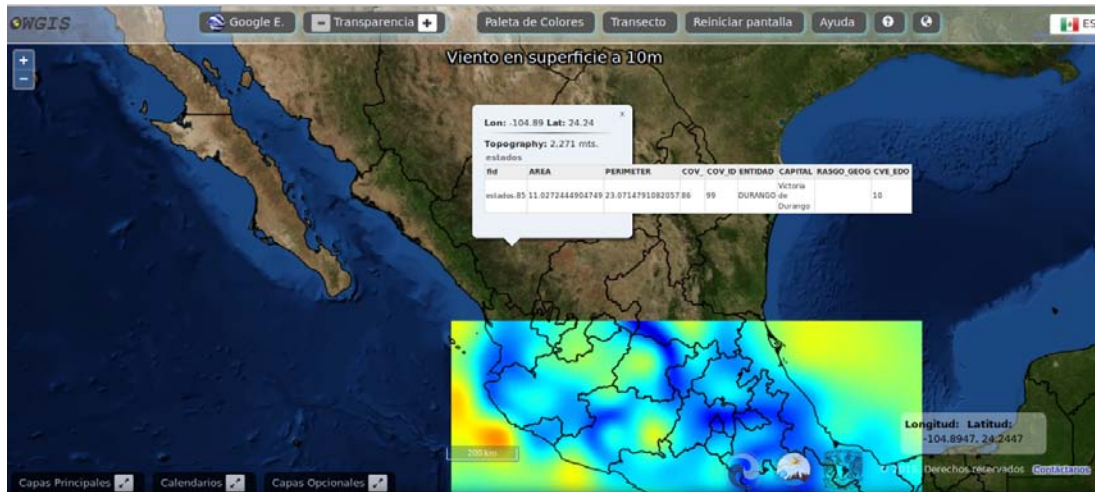 OWGIS
Google E.
Transparencia
Paleta de Colores
Transecto
Reiniciar pantalla
Ayuda
?
ES
+
−
Viento en superficie a 10m
x
Lon: -104.89 Lat: 24.24
Topography: 2,271 mts.
estados
fid AREA PERIMETER COV_ COV_ID ENTIDAD CAPITAL RASGO_GEOG CVE_EDO
estados.85 11.0272444904749 23.0714791082057 86 99 DURANGO Victoria de Durango 10
200 km
Longitud: Latitud:
-104.8947, 24.2447
Derechos reservados Contáctanos
Capas Principales
Calendarios
Capas Opcionales